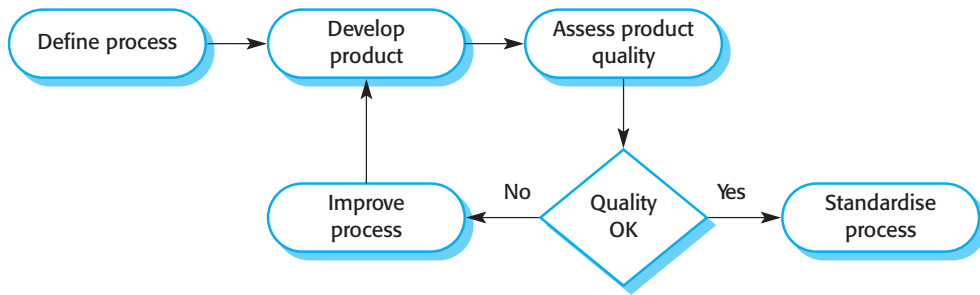 Define process
Develop
product
Assess product
quality
Improve
process
No
Quality
OK
Yes
Standardise
process